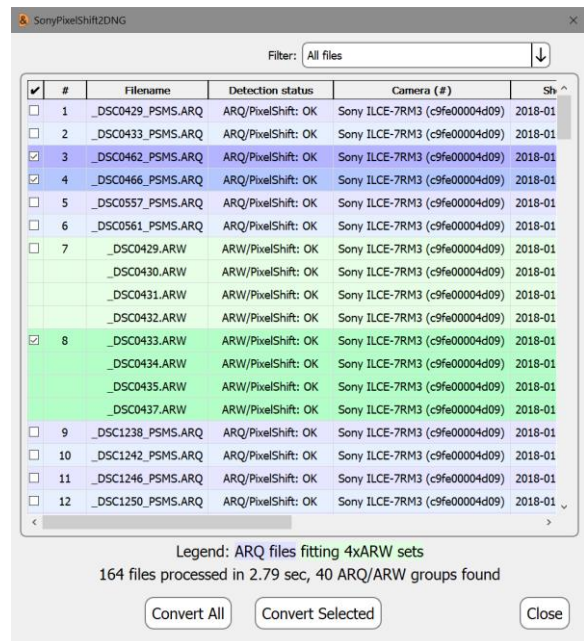 SonyPixelShift2DNG
Filter: All files
# Filename Detection status Camera (#) Sh
1 _DSC0429_PSMS.ARQ ARQ/PixelShift: OK Sony ILCE-7RM3 (c9fe00004d09) 2018-01
2 _DSC0433_PSMS.ARQ ARQ/PixelShift: OK Sony ILCE-7RM3 (c9fe00004d09) 2018-01
3 _DSC0462_PSMS.ARQ ARQ/PixelShift: OK Sony ILCE-7RM3 (c9fe00004d09) 2018-01
4 _DSC0466_PSMS.ARQ ARQ/PixelShift: OK Sony ILCE-7RM3 (c9fe00004d09) 2018-01
5 _DSC0557_PSMS.ARQ ARQ/PixelShift: OK Sony ILCE-7RM3 (c9fe00004d09) 2018-01
6 _DSC0561_PSMS.ARQ ARQ/PixelShift: OK Sony ILCE-7RM3 (c9fe00004d09) 2018-01
7 _DSC0429.ARW ARW/PixelShift: OK Sony ILCE-7RM3 (c9fe00004d09) 2018-01
_DSC0430.ARW ARW/PixelShift: OK Sony ILCE-7RM3 (c9fe00004d09) 2018-01
_DSC0431.ARW ARW/PixelShift: OK Sony ILCE-7RM3 (c9fe00004d09) 2018-01
_DSC0432.ARW ARW/PixelShift: OK Sony ILCE-7RM3 (c9fe00004d09) 2018-01
8 _DSC0433.ARW ARW/PixelShift: OK Sony ILCE-7RM3 (c9fe00004d09) 2018-01
_DSC0434.ARW ARW/PixelShift: OK Sony ILCE-7RM3 (c9fe00004d09) 2018-01
_DSC0435.ARW ARW/PixelShift: OK Sony ILCE-7RM3 (c9fe00004d09) 2018-01
_DSC0437.ARW ARW/PixelShift: OK Sony ILCE-7RM3 (c9fe00004d09) 2018-01
9 _DSC1238_PSMS.ARQ ARQ/PixelShift: OK Sony ILCE-7RM3 (c9fe00004d09) 2018-01
10 _DSC1242_PSMS.ARQ ARQ/PixelShift: OK Sony ILCE-7RM3 (c9fe00004d09) 2018-01
11 _DSC1246_PSMS.ARQ ARQ/PixelShift: OK Sony ILCE-7RM3 (c9fe00004d09) 2018-01
12 _DSC1250_PSMS.ARQ ARQ/PixelShift: OK Sony ILCE-7RM3 (c9fe00004d09) 2018-01
Legend: ARQ files fitting 4xARW sets
164 files processed in 2.79 sec, 40 ARQ/ARW groups found
Convert All Convert Selected Close